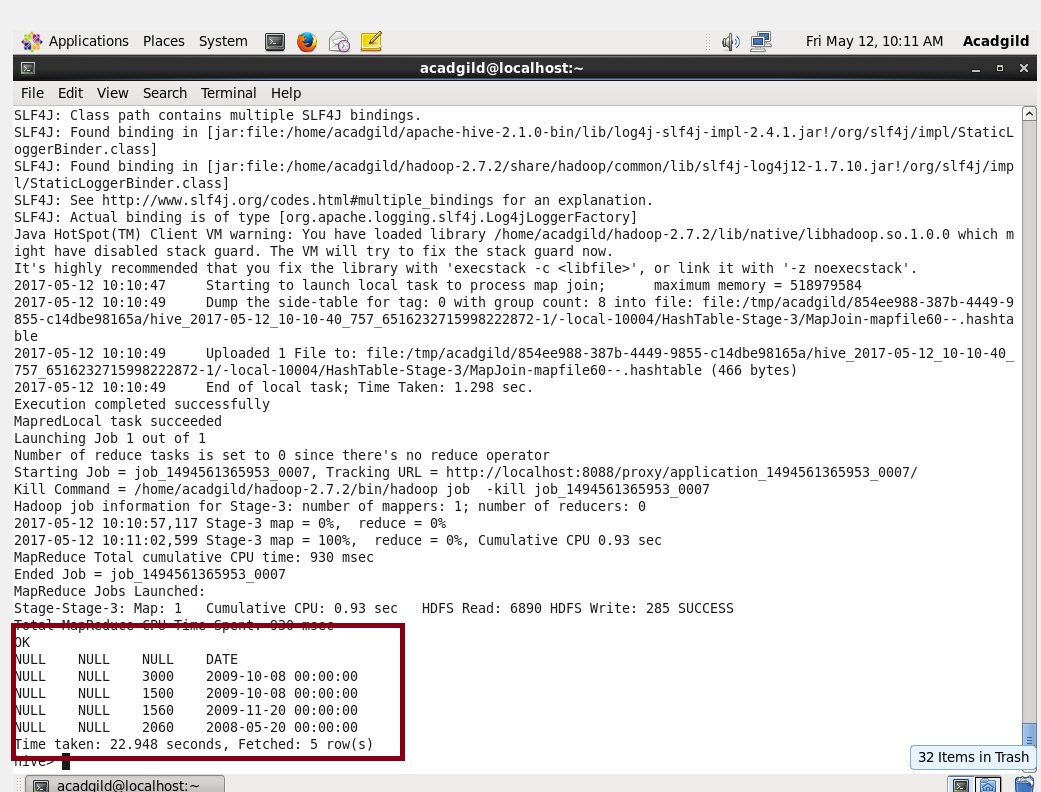 Applications Places System Fri May 12, 10:11 AM Acadgild
acadgild@localhost:~
File Edit View Search Terminal Help
SLF4J: Class path contains multiple SLF4J bindings.
SLF4J: Found binding in [jar:file:/home/acadgild/apache-hive-2.1.0-bin/lib/log4j-slf4j-impl-2.4.1.jar!/org/slf4j/impl/StaticL
oggerBinder.class]
SLF4J: Found binding in [jar:file:/home/acadgild/hadoop-2.7.2/share/hadoop/common/lib/slf4j-log4j12-1.7.10.jar!/org/slf4j/imp
l/StaticLoggerBinder.class]
SLF4J: See http://www.slf4j.org/codes.html#multiple_bindings for an explanation.
SLF4J: Actual binding is of type [org.apache.logging.slf4j.Log4jLoggerFactory]
Java HotSpot(TM) Client VM warning: You have loaded library /home/acadgild/hadoop-2.7.2/lib/native/libhadoop.so.1.0.0 which m
ight have disabled stack guard. The VM will try to fix the stack guard now.
It's highly recommended that you fix the library with 'execstack -c <libfile>', or link it with '-z noexecstack'.
2017-05-12 10:10:47     Starting to launch local task to process map join;      maximum memory = 518979584
2017-05-12 10:10:49     Dump the side-table for tag: 0 with group count: 8 into file: file:/tmp/acadgild/854ee988-387b-4449-9
855-c14dbe98165a/hive_2017-05-12_10-10-40_757_6516232715998222872-1/-local-10004/HashTable-Stage-3/MapJoin-mapfile60--.hashta
ble
2017-05-12 10:10:49     Uploaded 1 File to: file:/tmp/acadgild/854ee988-387b-4449-9855-c14dbe98165a/hive_2017-05-12_10-10-40_
757_6516232715998222872-1/-local-10004/HashTable-Stage-3/MapJoin-mapfile60--.hashtable (466 bytes)
2017-05-12 10:10:49     End of local task; Time Taken: 1.298 sec.
Execution completed successfully
MapredLocal task succeeded
Launching Job 1 out of 1
Number of reduce tasks is set to 0 since there's no reduce operator
Starting Job = job_1494561365953_0007, Tracking URL = http://localhost:8088/proxy/application_1494561365953_0007/
Kill Command = /home/acadgild/hadoop-2.7.2/bin/hadoop job  -kill job_1494561365953_0007
Hadoop job information for Stage-3: number of mappers: 1; number of reducers: 0
2017-05-12 10:10:57,117 Stage-3 map = 0%,  reduce = 0%
2017-05-12 10:11:02,599 Stage-3 map = 100%,  reduce = 0%, Cumulative CPU 0.93 sec
MapReduce Total cumulative CPU time: 930 msec
Ended Job = job_1494561365953_0007
MapReduce Jobs Launched:
Stage-Stage-3: Map: 1   Cumulative CPU: 0.93 sec   HDFS Read: 6890 HDFS Write: 285 SUCCESS
Total MapReduce CPU Time Spent: 930 msec
OK
NULL    NULL    NULL    DATE
NULL    NULL    3000    2009-10-08 00:00:00
NULL    NULL    1500    2009-10-08 00:00:00
NULL    NULL    1560    2009-11-20 00:00:00
NULL    NULL    2060    2008-05-20 00:00:00
Time taken: 22.948 seconds, Fetched: 5 row(s)
hive>
32 Items in Trash
acadgild@localhost:~